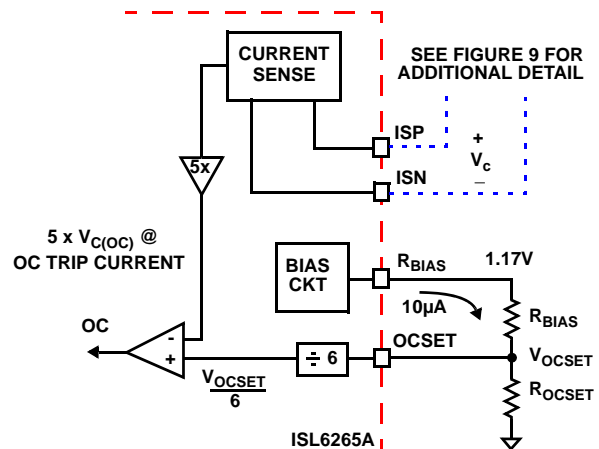 CURRENT
SENSE
SEE FIGURE 9 FOR
ADDITIONAL DETAIL
ISP
+
Vc
–
ISN
5x
5 x VC(OC) @
OC TRIP CURRENT
BIAS
CKT
RBIAS
1.17V
10µA
RBIAS
OC
-
+
÷ 6
OCSET
VOCSET
VOCSET
6
ROCSET
ISL6265A